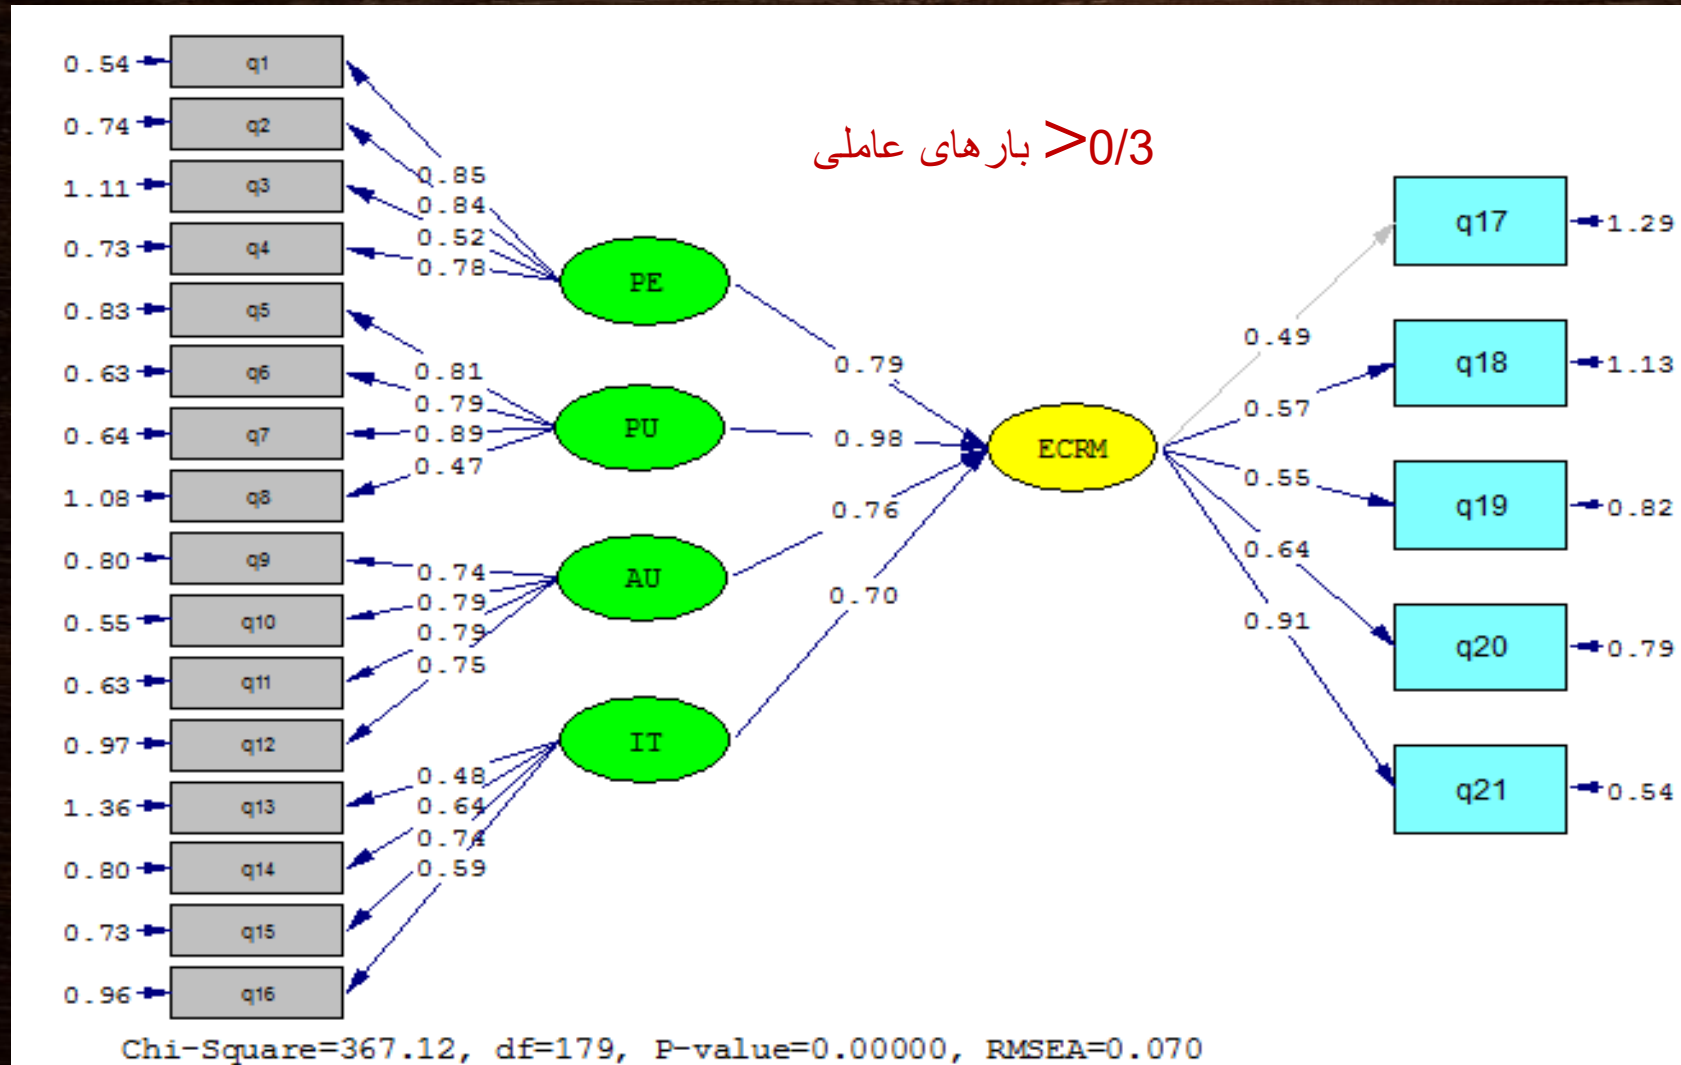 0.54 q1
0.74 q2
1.11 q3
0.73 q4
0.83 q5
0.63 q6
0.64 q7
1.08 q8
0.80 q9
0.55 q10
0.63 q11
0.97 q12
1.36 q13
0.80 q14
0.73 q15
0.96 q16
0.85
0.84
0.52
0.78
0.81
0.79
0.89
0.47
0.74
0.79
0.79
0.75
0.48
0.64
0.74
0.59
PE
PU
AU
IT
بارهای عاملی >0/3
0.79
0.98
0.76
0.70
ECRM
0.49
0.57
0.55
0.64
0.91
q17 1.29
q18 1.13
q19 0.82
q20 0.79
q21 0.54
Chi-Square=367.12, df=179, P-value=0.00000, RMSEA=0.070